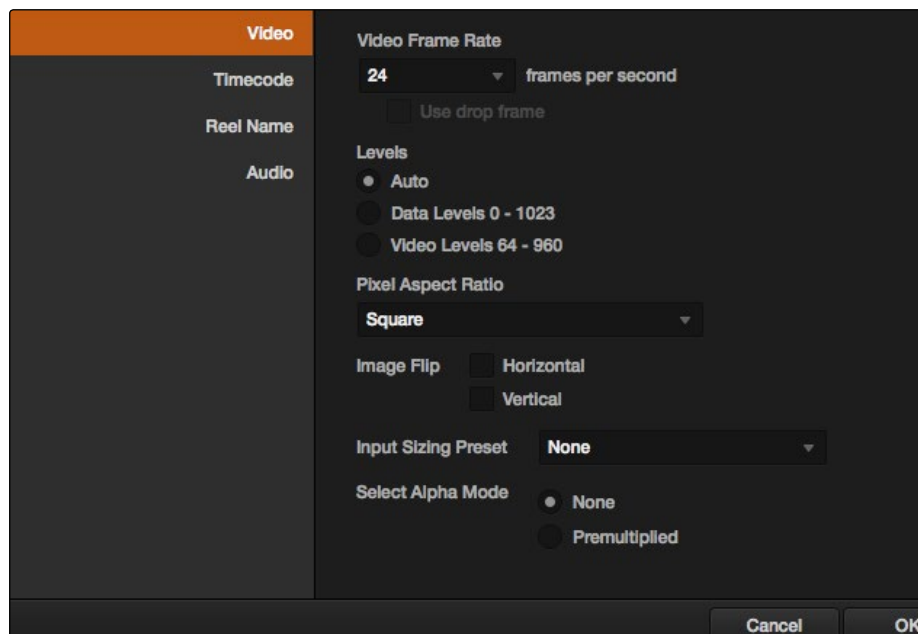 Video
Timecode
Reel Name
Audio
Video Frame Rate
24 frames per second
Use drop frame
Levels
Auto
Data Levels 0 - 1023
Video Levels 64 - 960
Pixel Aspect Ratio
Square
Image Flip Horizontal
Vertical
Input Sizing Preset None
Select Alpha Mode None
Premultiplied
Cancel OK